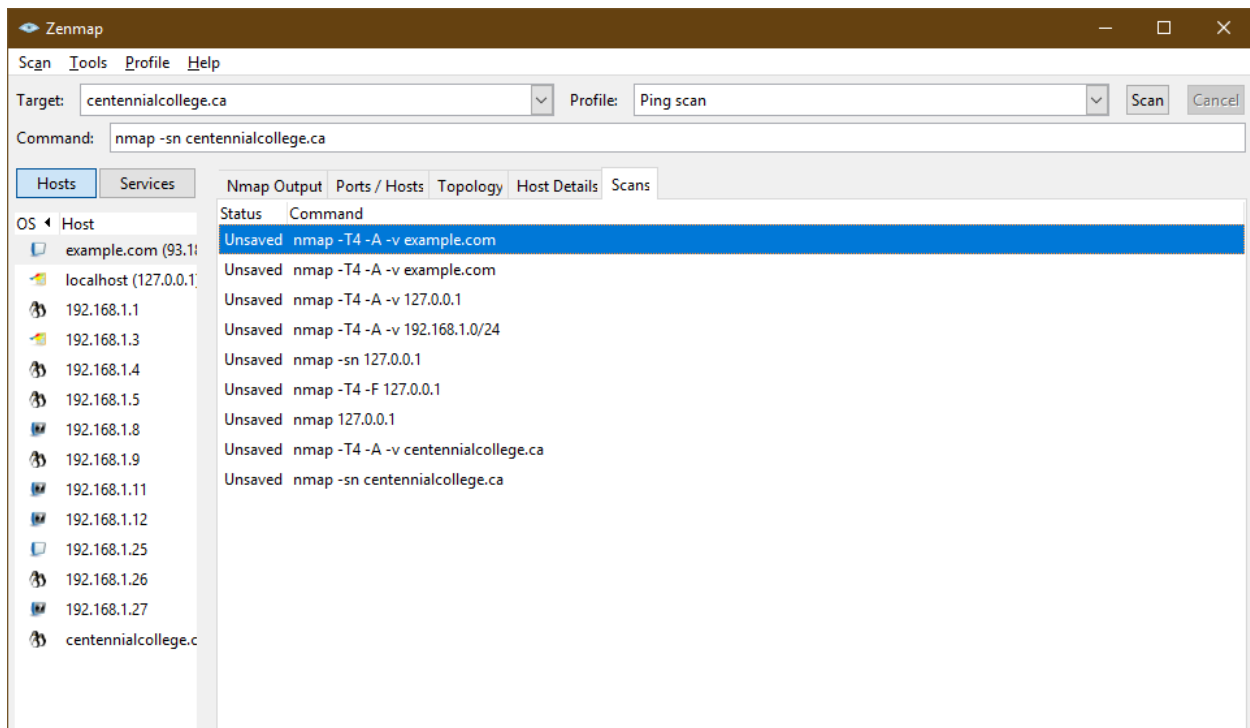 Zenmap
Scan Tools Profile Help
Target: centennialcollege.ca Profile: Ping scan Scan Cancel
Command: nmap -sn centennialcollege.ca
Hosts Services Nmap Output Ports / Hosts Topology Host Details Scans
OS Host Status Command
example.com (93.18 Unsaved nmap -T4 -A -v example.com
localhost (127.0.0.1) Unsaved nmap -T4 -A -v example.com
192.168.1.1 Unsaved nmap -T4 -A -v 127.0.0.1
192.168.1.3 Unsaved nmap -T4 -A -v 192.168.1.0/24
192.168.1.4 Unsaved nmap -sn 127.0.0.1
192.168.1.5 Unsaved nmap -T4 -F 127.0.0.1
192.168.1.8 Unsaved nmap 127.0.0.1
192.168.1.9 Unsaved nmap -T4 -A -v centennialcollege.ca
192.168.1.11 Unsaved nmap -sn centennialcollege.ca
192.168.1.12
192.168.1.25
192.168.1.26
192.168.1.27
centennialcollege.c